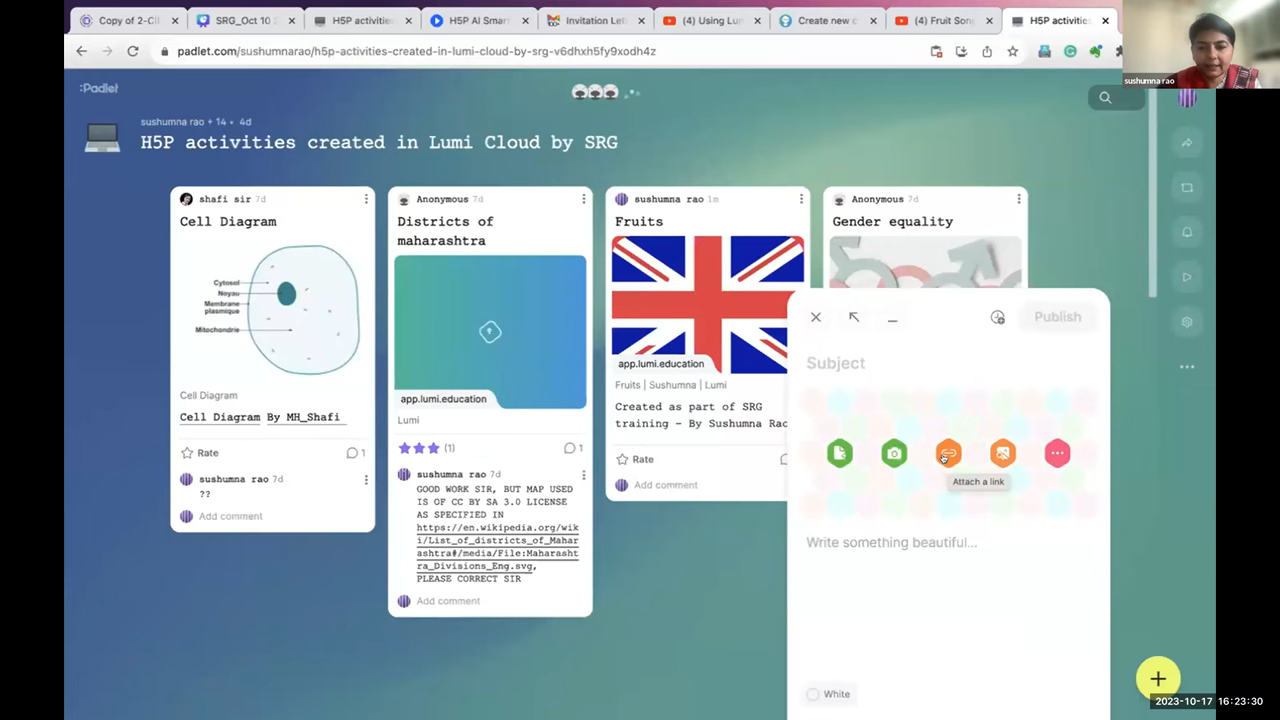 Copy of 2-Cli
SRG_Oct 10
H5P activities
H5P AI Smar
Invitation Let
(4) Using Lum
Create new c
(4) Fruit Song
H5P activities
padlet.com/sushumnarao/h5p-activities-created-in-lumi-cloud-by-srg-v6dhxh5fy9xodh4z
sushumna rao
:Padlet
sushumna rao + 14 • 4d
H5P activities created in Lumi Cloud by SRG
shafi sir 7d
Cell Diagram
Cytosol
Noyau
Membrane
plasmique
Mitochondrie
Cell Diagram
Cell Diagram By MH_Shafi
Rate
1
sushumna rao 7d
??
Add comment
Anonymous 7d
Districts of
maharashtra
app.lumi.education
Lumi
(1)
1
sushumna rao 7d
GOOD WORK SIR, BUT MAP USED
IS OF CC BY SA 3.0 LICENSE
AS SPECIFIED IN
https://en.wikipedia.org/wik
i/List_of_districts_of_Mahar
ashtra#/media/File:Maharasht
ra_Divisions_Eng.svg,
PLEASE CORRECT SIR
Add comment
sushumna rao 1m
Fruits
app.lumi.education
Fruits | Sushumna | Lumi
Created as part of SRG
training - By Sushumna Rao
Rate
Add comment
Anonymous 7d
Gender equality
Publish
Subject
Attach a link
Write something beautiful...
White
2023-10-17 16:23:30